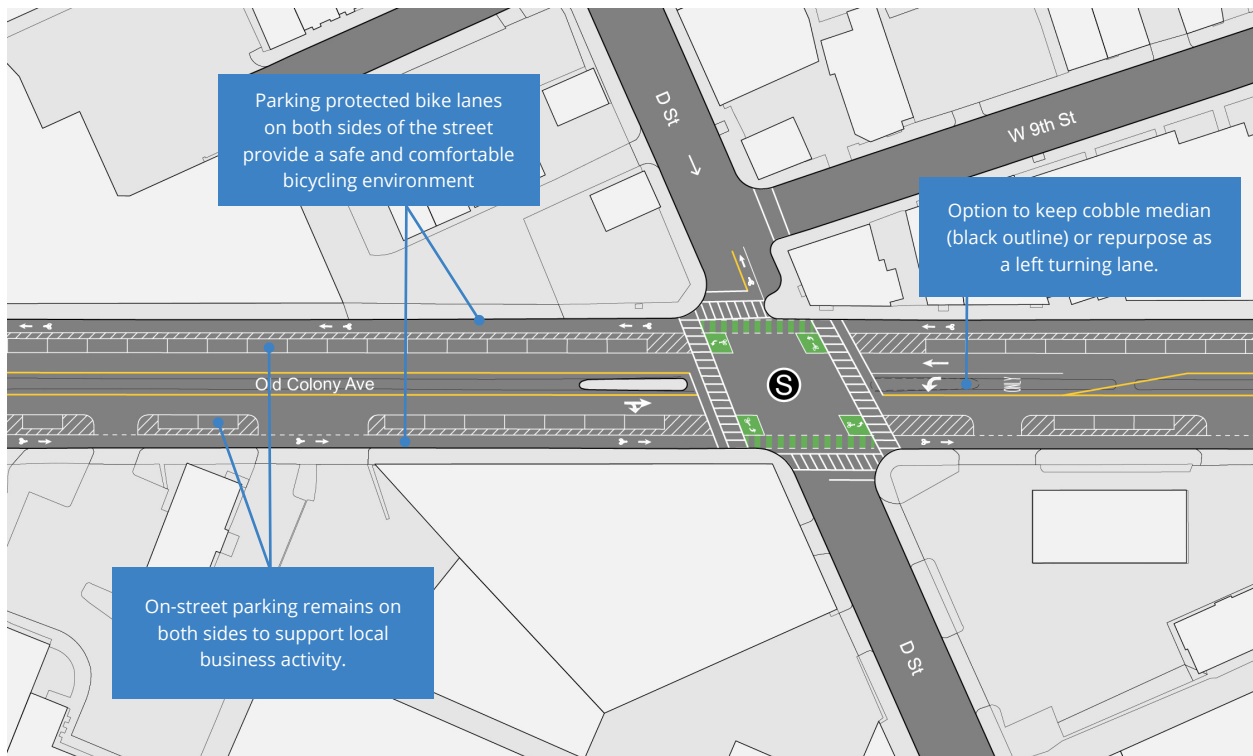 Parking protected bike lanes
on both sides of the street
provide a safe and comfortable
bicycling environment
D St
W 9th St
Option to keep cobble median
(black outline) or repurpose as
a left turning lane.
Old Colony Ave
S
ONLY
On-street parking remains on
both sides to support local
business activity.
D St